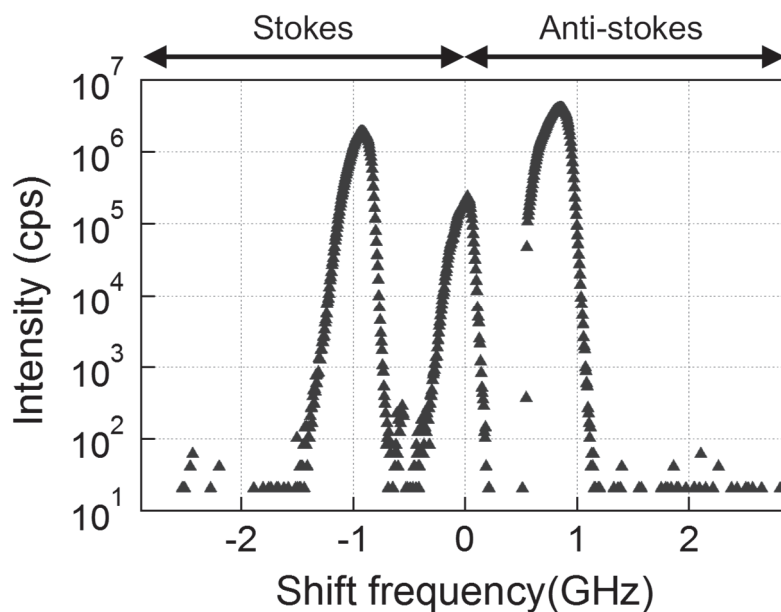 Stokes Anti-stokes
10^7
10^6
10^5
10^4
10^3
10^2
10^1
Intensity (cps)
-2 -1 0 1 2
Shift frequency(GHz)